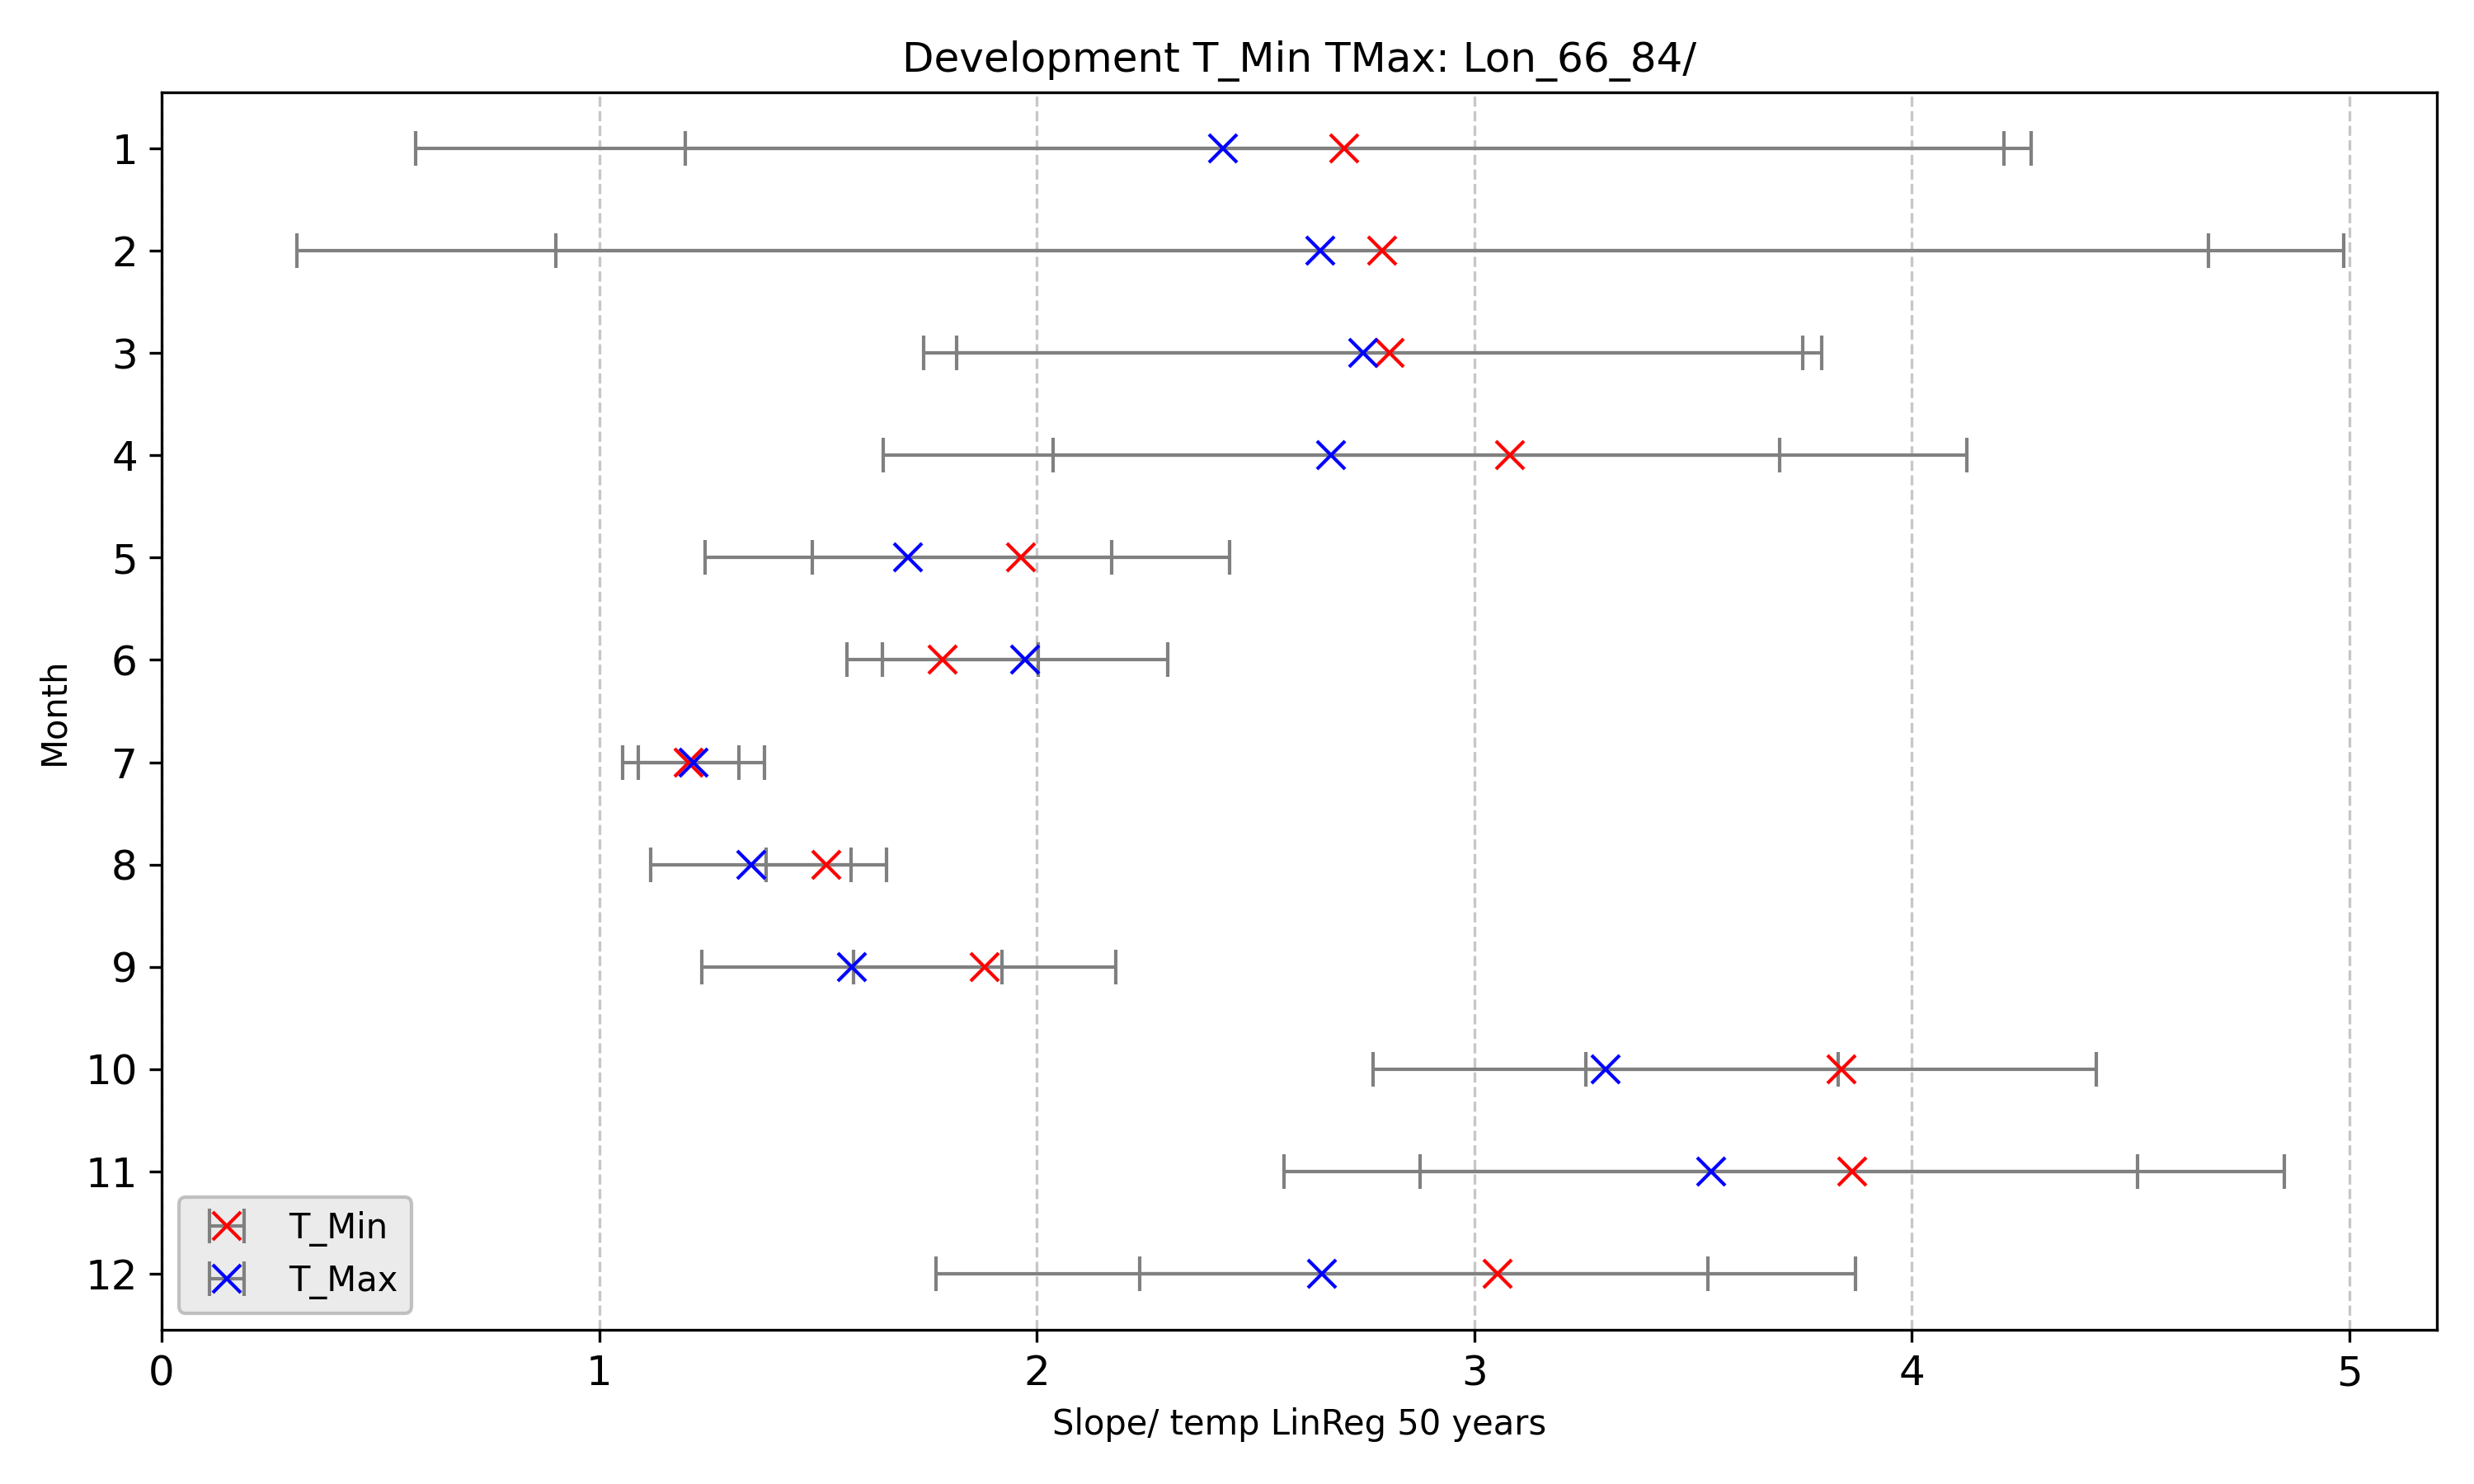 Development T_Min TMax: Lon_66_84/
Month
1
2
3
4
5
6
7
8
9
10
11
12
T_Min
T_Max
0 1 2 3 4 5
Slope/ temp LinReg 50 years